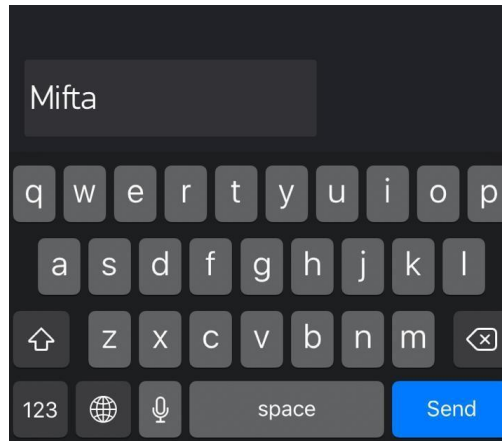 Mifta
q w e r t y u i o p
a s d f g h j k l
z x c v b n m
123 space Send